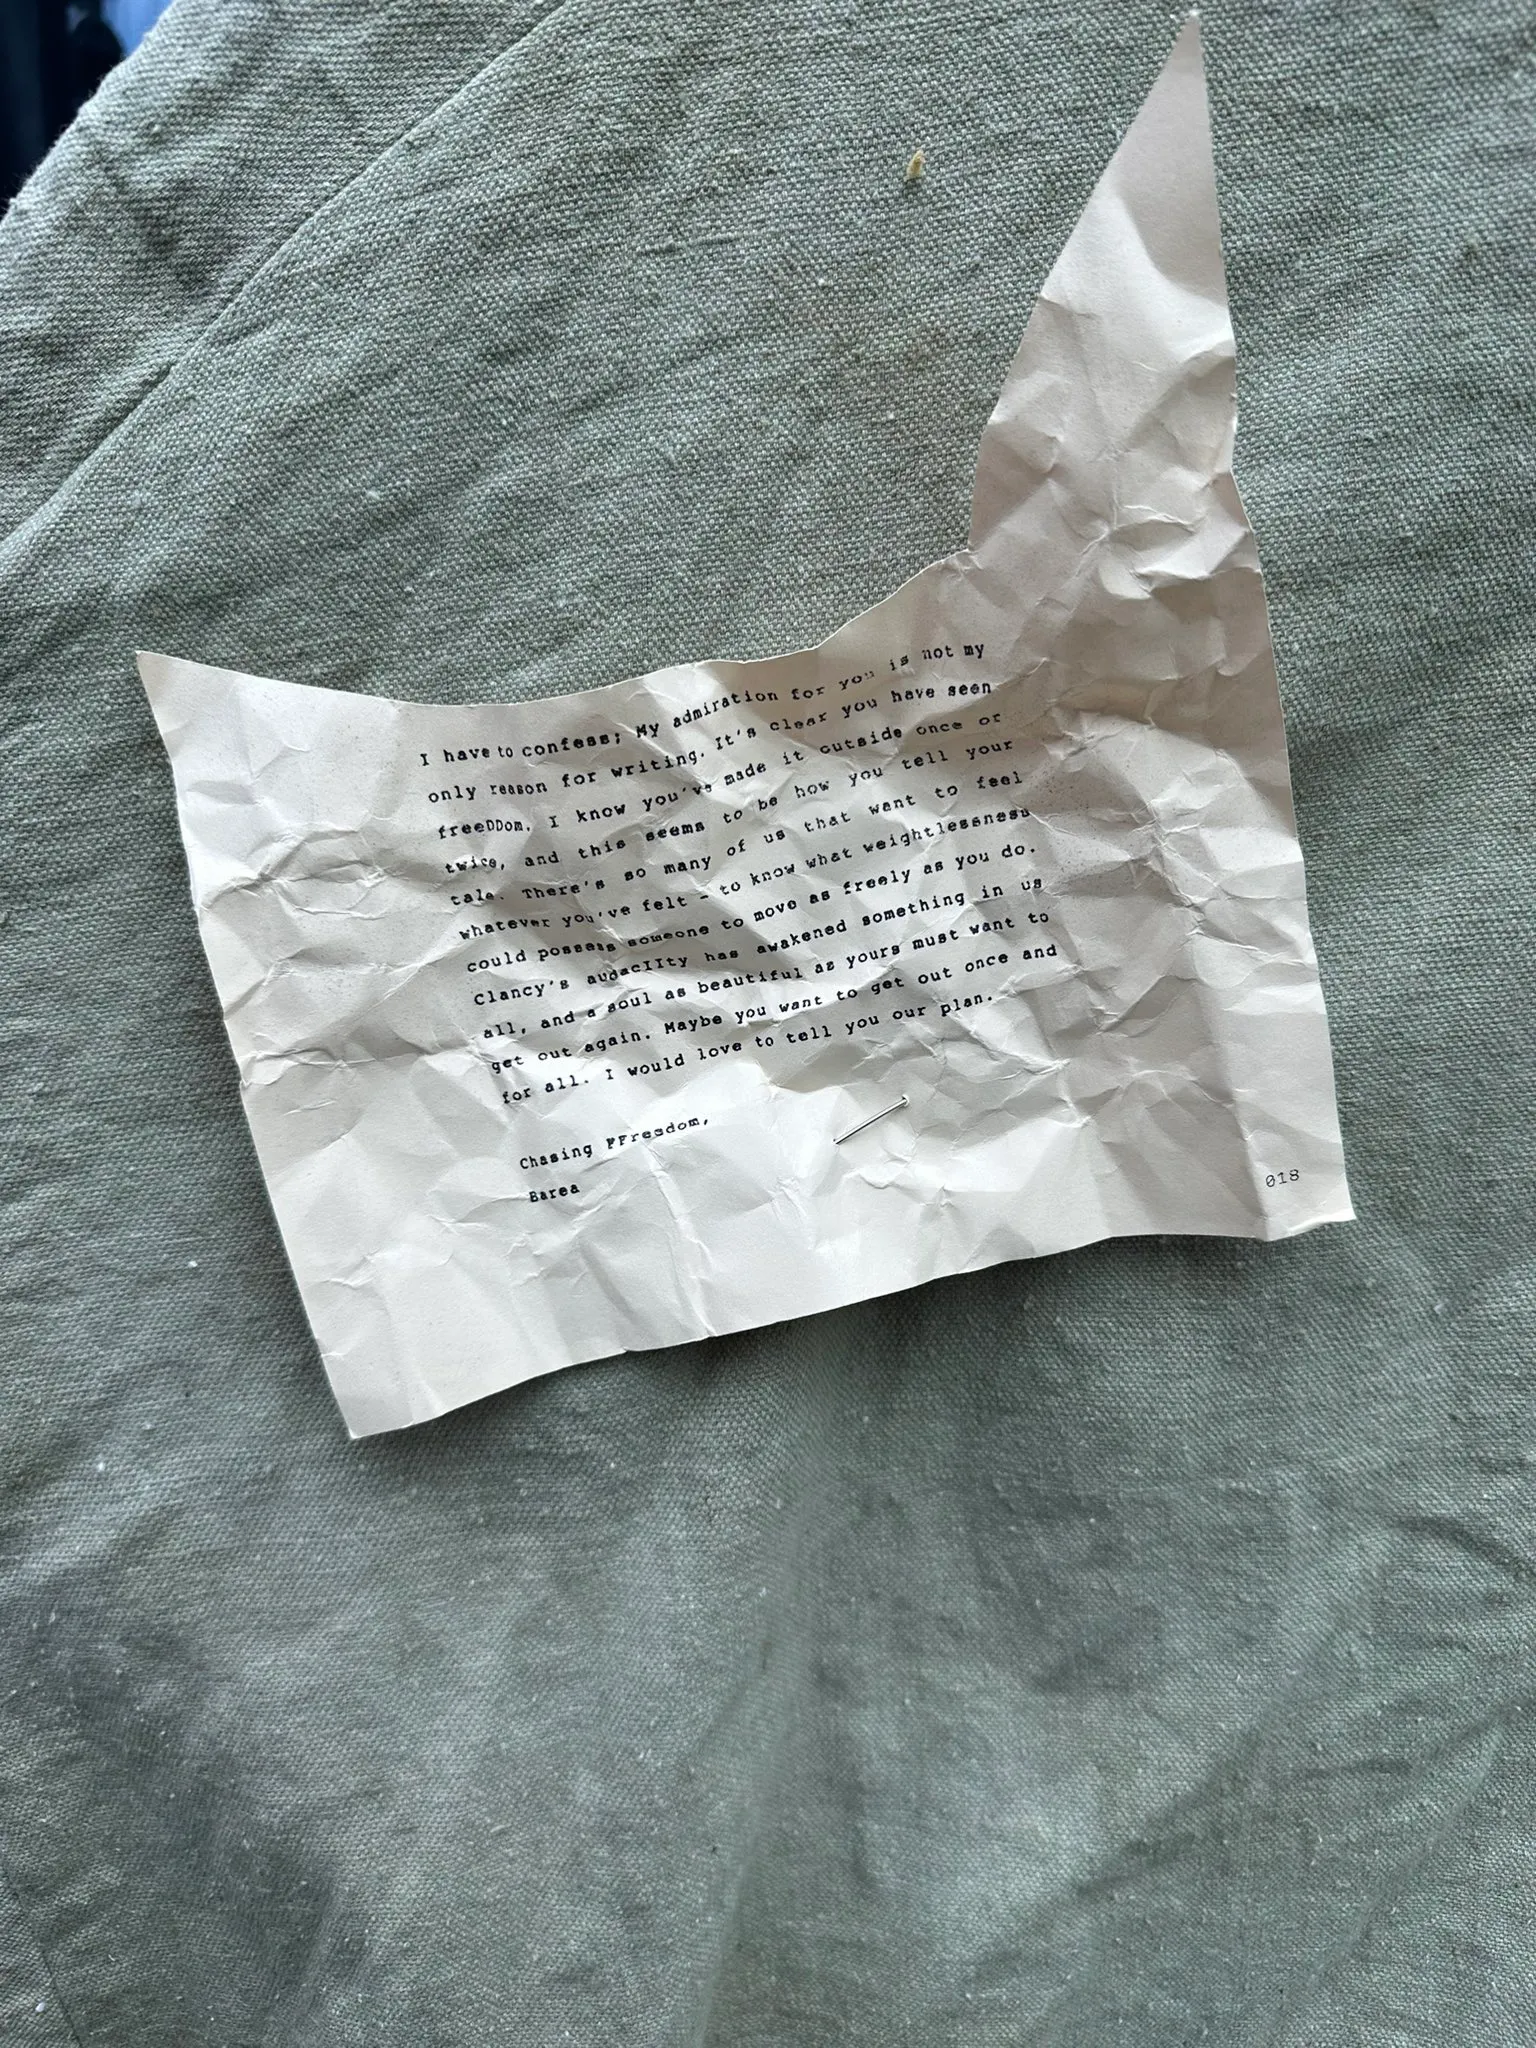 I have to confess; My admiration for you is not my
only reason for writing. It's clear you have seen
freeDDom. I know you've made it outside once or
twice, and this seems to be how you tell your
tale. There's so many of us that want to feel
whatever you've felt - to know what weightlessness
could possess someone to move as freely as you do.
Clancy's audacIIty has awakened something in us
all, and a soul as beautiful as yours must want to
get out again. Maybe you want to get out once and
for all. I would love to tell you our plan.
Chasing FFreedom,
Barea
018